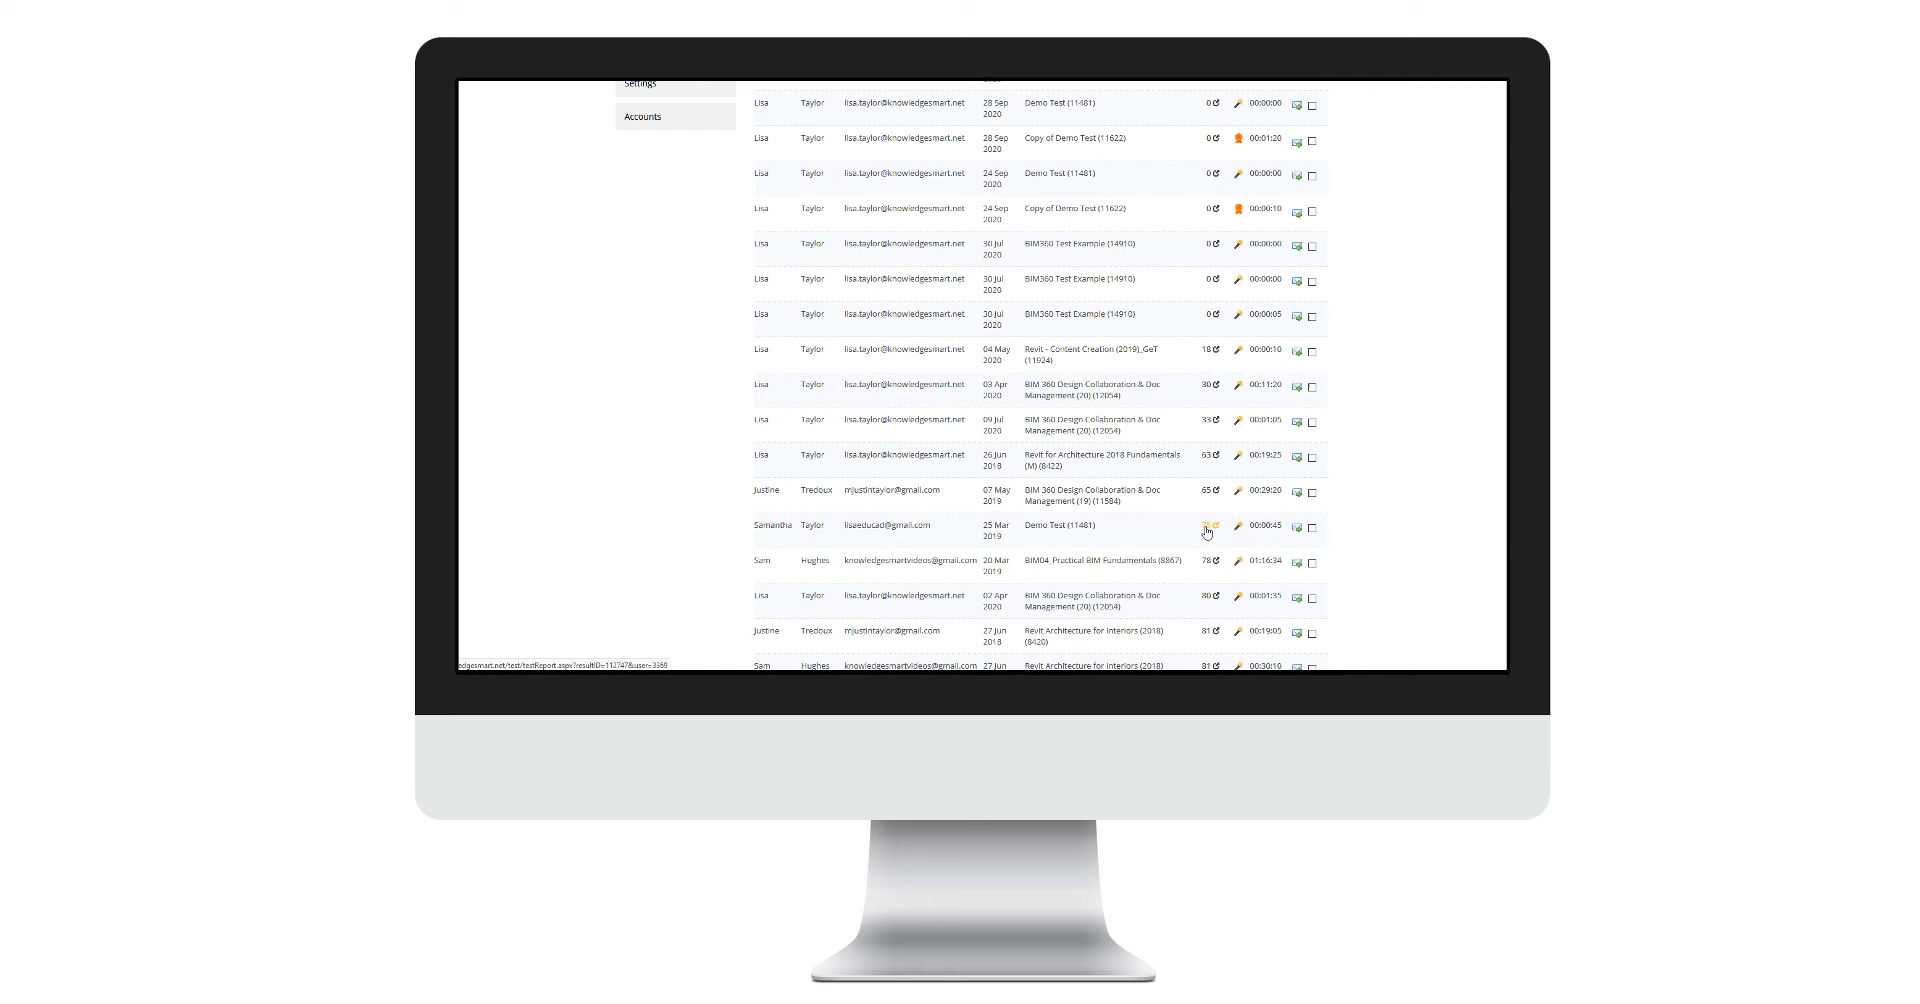 Settings
Accounts
Lisa Taylor lisa.taylor@knowledgesmart.net 28 Sep 2020 Demo Test (11481) 0 00:00:00
Lisa Taylor lisa.taylor@knowledgesmart.net 28 Sep 2020 Copy of Demo Test (11622) 0 00:01:20
Lisa Taylor lisa.taylor@knowledgesmart.net 24 Sep 2020 Demo Test (11481) 0 00:00:00
Lisa Taylor lisa.taylor@knowledgesmart.net 24 Sep 2020 Copy of Demo Test (11622) 0 00:00:10
Lisa Taylor lisa.taylor@knowledgesmart.net 30 Jul 2020 BIM360 Test Example (14910) 0 00:00:00
Lisa Taylor lisa.taylor@knowledgesmart.net 30 Jul 2020 BIM360 Test Example (14910) 0 00:00:00
Lisa Taylor lisa.taylor@knowledgesmart.net 30 Jul 2020 BIM360 Test Example (14910) 0 00:00:05
Lisa Taylor lisa.taylor@knowledgesmart.net 04 May 2020 Revit - Content Creation (2019)_GeT (11924) 18 00:00:10
Lisa Taylor lisa.taylor@knowledgesmart.net 03 Apr 2020 BIM 360 Design Collaboration & Doc Management (20) (12054) 30 00:11:20
Lisa Taylor lisa.taylor@knowledgesmart.net 09 Jul 2020 BIM 360 Design Collaboration & Doc Management (20) (12054) 33 00:01:05
Lisa Taylor lisa.taylor@knowledgesmart.net 26 Jun 2018 Revit for Architecture 2018 Fundamentals (M) (8422) 63 00:19:25
Justine Tredoux mjustintaylor@gmail.com 07 May 2019 BIM 360 Design Collaboration & Doc Management (19) (11584) 65 00:29:20
Samantha Taylor lisaeducad@gmail.com 25 Mar 2019 Demo Test (11481) 00:00:45
Sam Hughes knowledgesmartvideos@gmail.com 20 Mar 2019 BIM04_Practical BIM Fundamentals (8867) 78 01:16:34
Lisa Taylor lisa.taylor@knowledgesmart.net 02 Apr 2020 BIM 360 Design Collaboration & Doc Management (20) (12054) 80 00:01:35
Justine Tredoux mjustintaylor@gmail.com 27 Jun 2018 Revit Architecture for Interiors (2018) (8420) 81 00:19:05
Sam Hughes knowledgesmartvideos@gmail.com 27 Jun Revit Architecture for Interiors (2018) 81 00:30:10
edgesmart.net/test/testReport.aspx?resultID=112747&user=3369